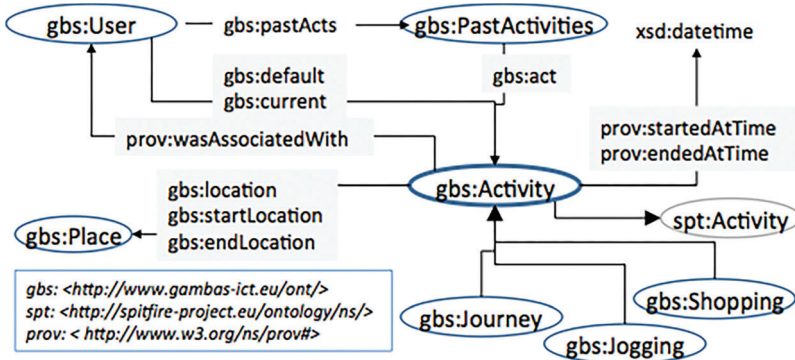 gbs:User
gbs:pastActs
gbs:PastActivities
xsd:datetime
gbs:default
gbs:current
gbs:act
prov:wasAssociatedWith
prov:startedAtTime
prov:endedAtTime
gbs:location
gbs:startLocation
gbs:endLocation
gbs:Activity
gbs:Place
spt:Activity
gbs: <http://www.gambas-ict.eu/ont/>
spt: <http://spitfire-project.eu/ontology/ns/>
prov: < http://www.w3.org/ns/prov#>
gbs:Journey
gbs:Jogging
gbs:Shopping